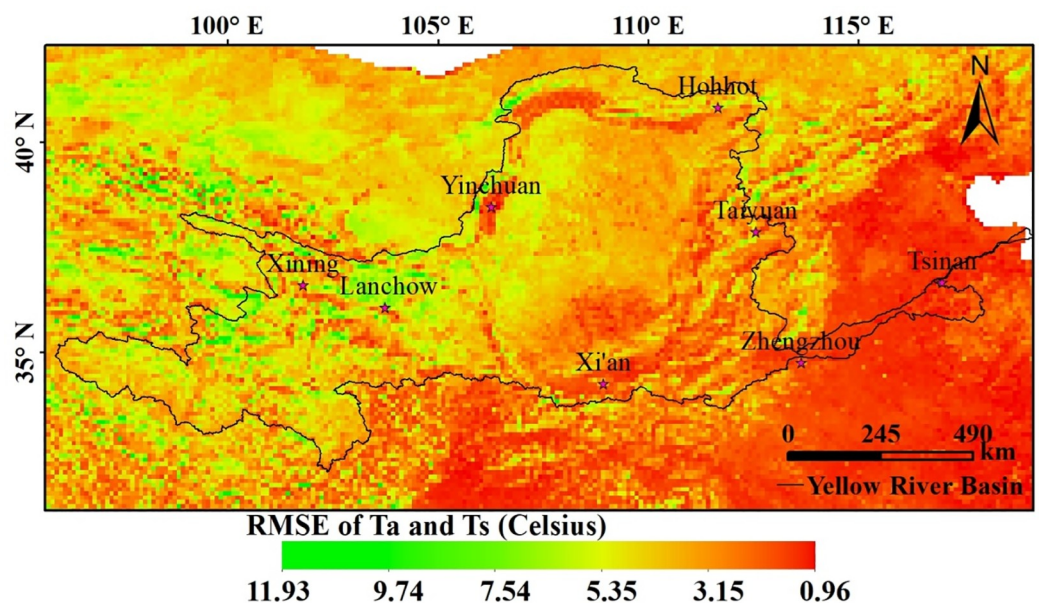 100° E 105° E 110° E 115° E
N
Hohhot
40° N
Yinchuan
Taiyuan
Xining
Tsinan
Lanchow
35° N
Zhengzhou
Xi'an
0 245 490
km
Yellow River Basin
RMSE of Ta and Ts (Celsius)
11.93 9.74 7.54 5.35 3.15 0.96